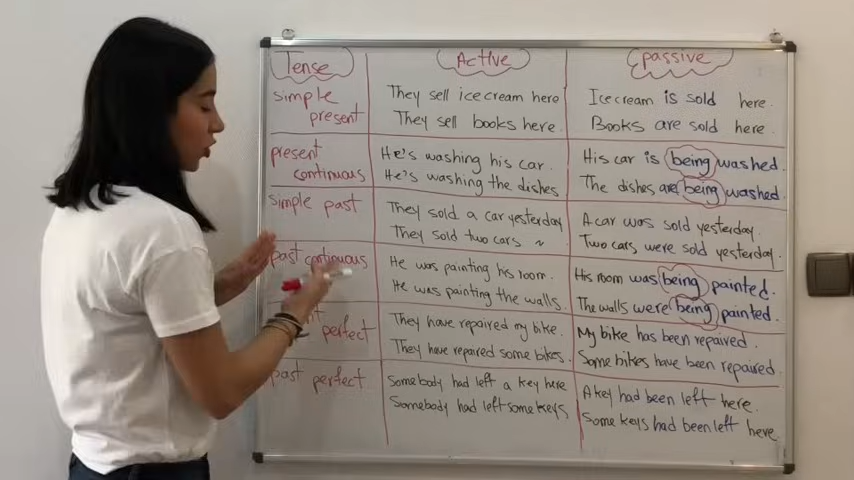 Tense Active passive
simple
present
They sell icecream here
They sell books here.
Icecream is sold here.
Books are sold here.
present
continuous
He's washing his car.
He's washing the dishes
His car is being washed.
The dishes are being washed.
simple past
They sold a car yesterday
They sold two cars ~
A car was sold yesterday.
Two cars were sold yesterday.
past continuous
He was painting his room.
He was painting the walls.
His room was being painted.
The walls were being painted.
perfect
They have repaired my bike.
They have repaired some bikes.
My bike has been repaired.
Some bikes have been repaired.
past perfect
Somebody had left a key here
Somebody had left some keys
A key had been left here.
Some keys had been left here